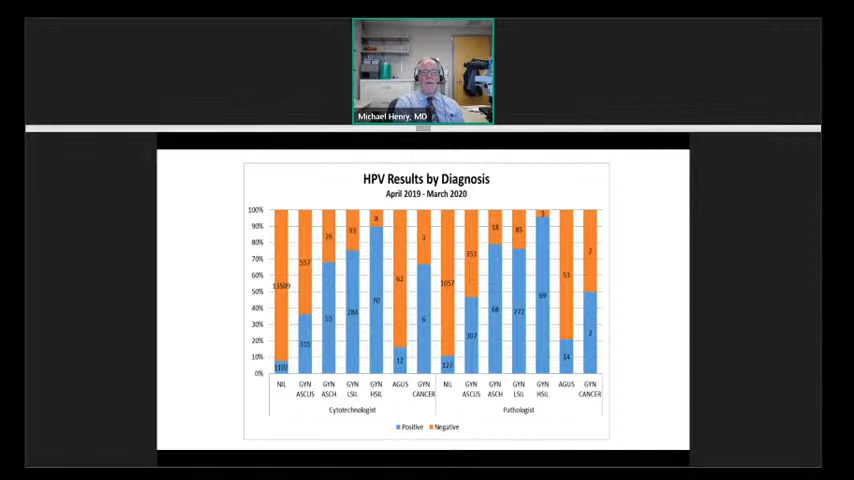 Michael Henry, MD
HPV Results by Diagnosis
April 2019 - March 2020
100%
90%
80%
70%
60%
50%
40%
30%
20%
10%
0%
13509 557 26 93 8 62 3 1057 351 18 85 3 53 2
1107 315 55 284 70 12 6 127 307 68 272 69 14 2
NIL GYN ASCUS GYN ASCH GYN LSIL GYN HSIL AGUS GYN CANCER NIL GYN ASCUS GYN ASCH GYN LSIL GYN HSIL AGUS GYN CANCER
Cytotechnologist Pathologist
Positive Negative